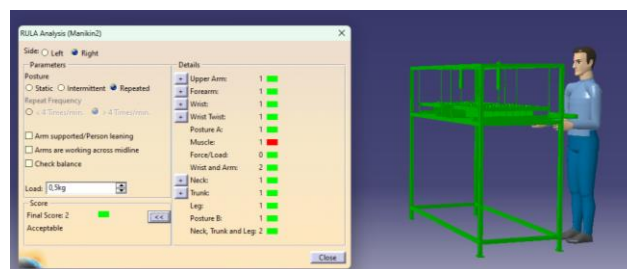 RULA Analysis (Manikin2)
Side: Left Right
Parameters
Posture
Static Intermittent Repeated
Repeat Frequency
< 4 Times/min. > 4 Times/min.
Arm supported/Person leaning
Arms are working across midline
Check balance
Load: 0,5kg
Score
Final Score: 2
<<
Acceptable
Details
+ Upper Arm: 1
+ Forearm: 1
+ Wrist: 1
+ Wrist Twist: 1
Posture A: 1
Muscle: 1
Force/Load: 0
Wrist and Arm: 2
+ Neck: 1
+ Trunk: 1
Leg: 1
Posture B: 1
Neck, Trunk and Leg: 2
Close